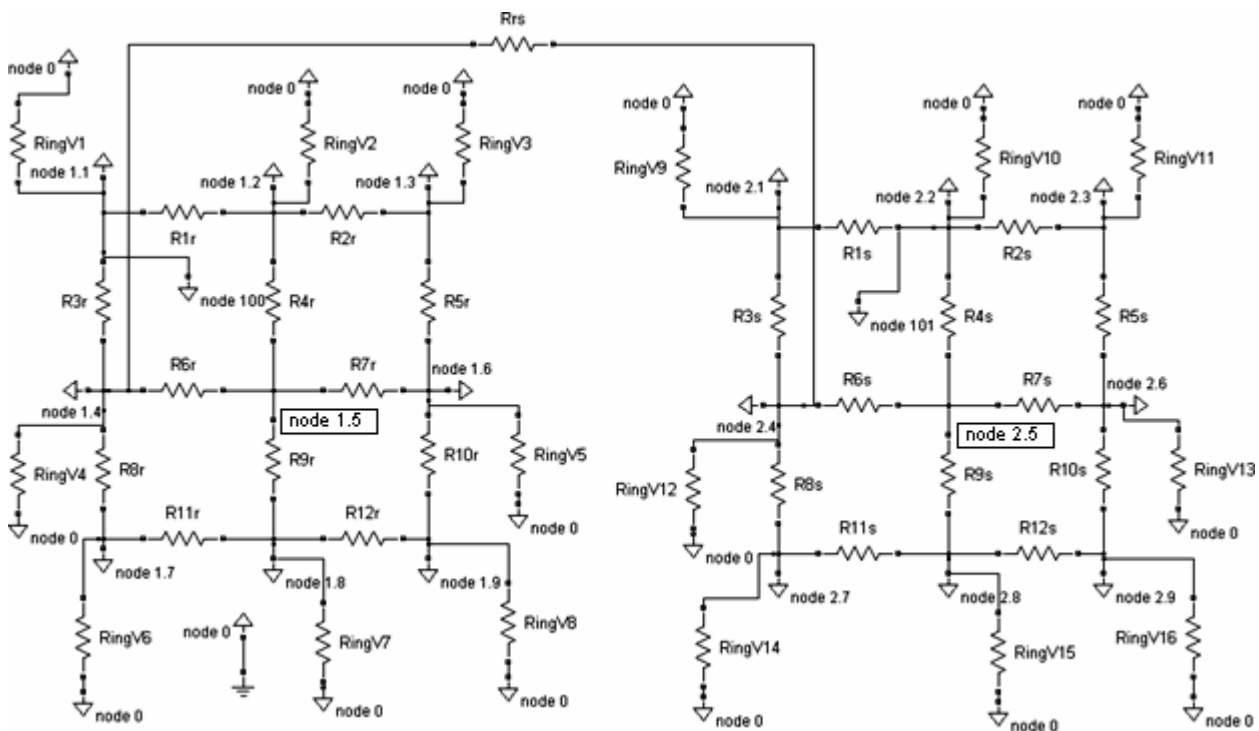 Rrs
node 0
node 0
node 0
node 0
node 0
node 0
RingV1
RingV2
RingV3
RingV9
RingV10
RingV11
node 1.1
node 1.2
node 1.3
node 2.1
node 2.2
node 2.3
R1r
R2r
R1s
R2s
node 100
node 101
R3r
R4r
R5r
R3s
R4s
R5s
R6r
R7r
node 1.6
R6s
R7s
node 2.6
node 1.4
node 1.5
node 2.4
node 2.5
RingV4
R8r
R9r
R10r
RingV5
RingV12
R8s
R9s
R10s
RingV13
R11r
R12r
R11s
R12s
node 0
node 0
node 0
node 0
node 1.7
node 1.8
node 1.9
node 2.7
node 2.8
node 2.9
RingV6
node 0
RingV7
RingV8
RingV14
RingV15
RingV16
node 0
node 0
node 0
node 0
node 0
node 0